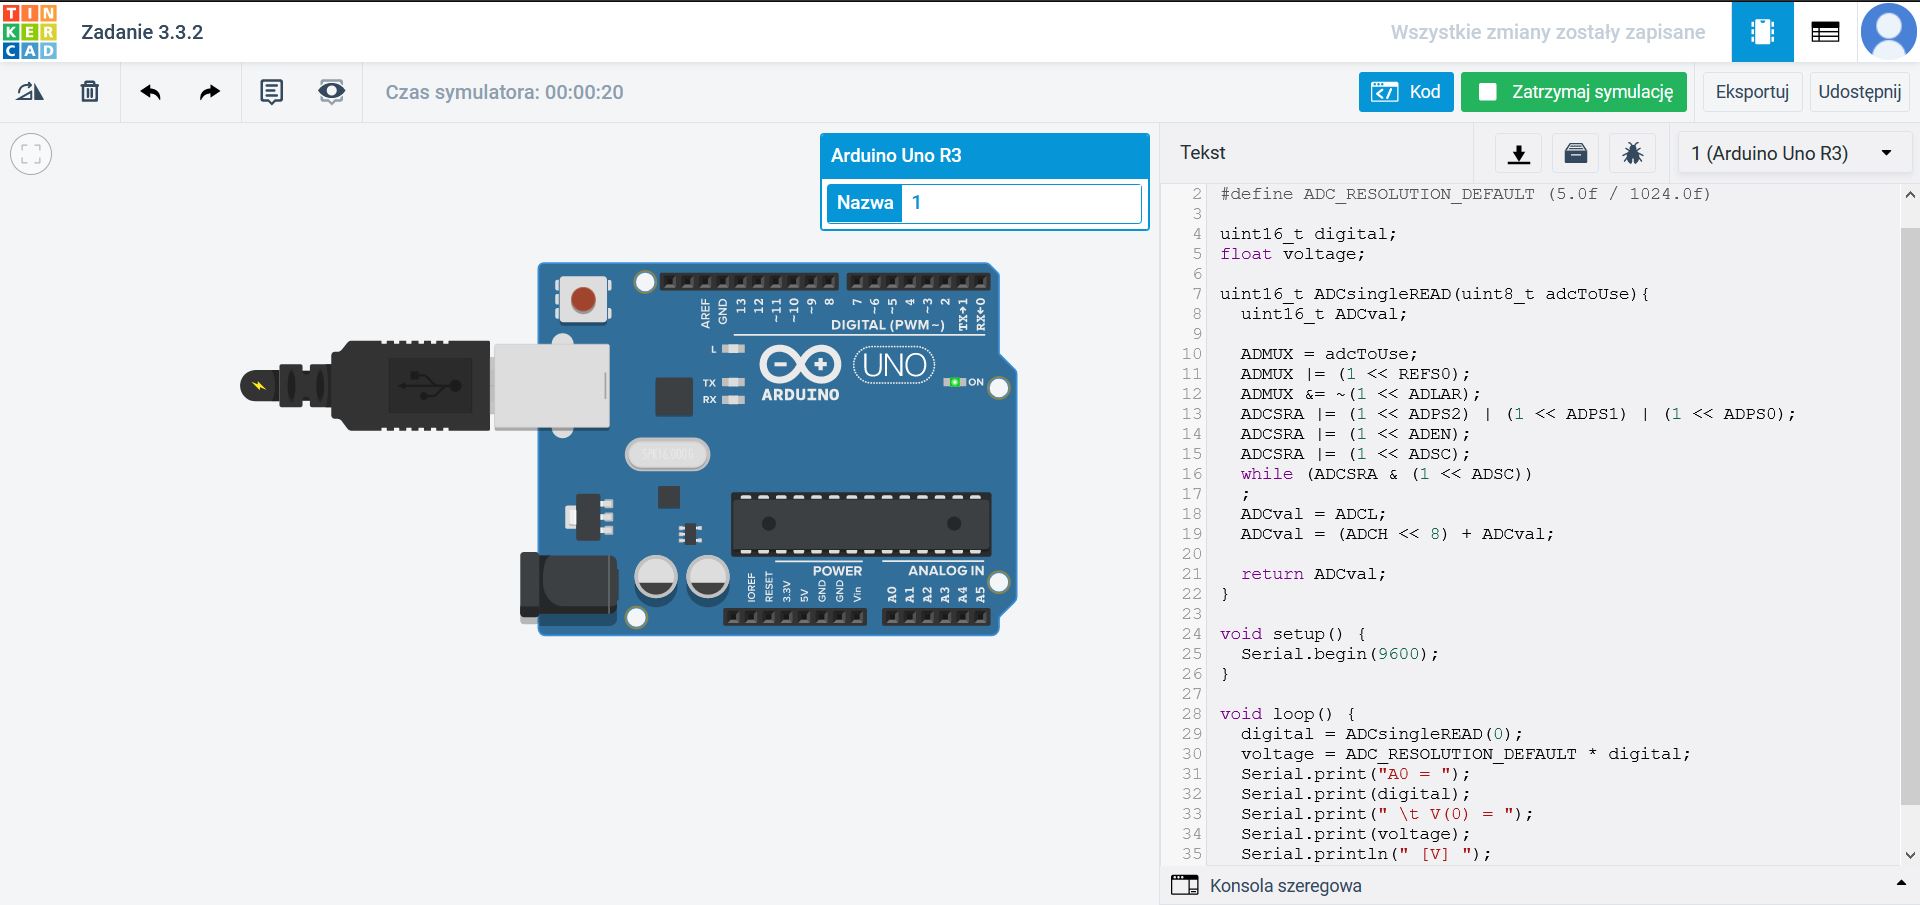 TIN
KER
CAD
Zadanie 3.3.2
Wszystkie zmiany zostały zapisane
Czas symulatora: 00:00:20
Kod
Zatrzymaj symulację
Eksportuj
Udostępnij
Arduino Uno R3
Nazwa 1
Tekst
1 (Arduino Uno R3)
AREF
GND
13
12
~11
~10
~9
8
7
~6
~5
4
~3
2
TX→1
RX←0
DIGITAL (PWM~)
L
TX
RX
UNO
ARDUINO
ON
SPK16.000G
POWER
ANALOG IN
IOREF
RESET
3.3V
5V
GND
GND
Vin
A0
A1
A2
A3
A4
A5
2 #define ADC_RESOLUTION_DEFAULT (5.0f / 1024.0f)
3
4 uint16_t digital;
5 float voltage;
6
7 uint16_t ADCsingleREAD(uint8_t adcToUse){
8 uint16_t ADCval;
9
10 ADMUX = adcToUse;
11 ADMUX |= (1 << REFS0);
12 ADMUX &= ~(1 << ADLAR);
13 ADCSRA |= (1 << ADPS2) | (1 << ADPS1) | (1 << ADPS0);
14 ADCSRA |= (1 << ADEN);
15 ADCSRA |= (1 << ADSC);
16 while (ADCSRA & (1 << ADSC))
17 ;
18 ADCval = ADCL;
19 ADCval = (ADCH << 8) + ADCval;
20
21 return ADCval;
22 }
23
24 void setup() {
25 Serial.begin(9600);
26 }
27
28 void loop() {
29 digital = ADCsingleREAD(0);
30 voltage = ADC_RESOLUTION_DEFAULT * digital;
31 Serial.print("A0 = ");
32 Serial.print(digital);
33 Serial.print(" \t V(0) = ");
34 Serial.print(voltage);
35 Serial.println(" [V] ");
Konsola szeregowa